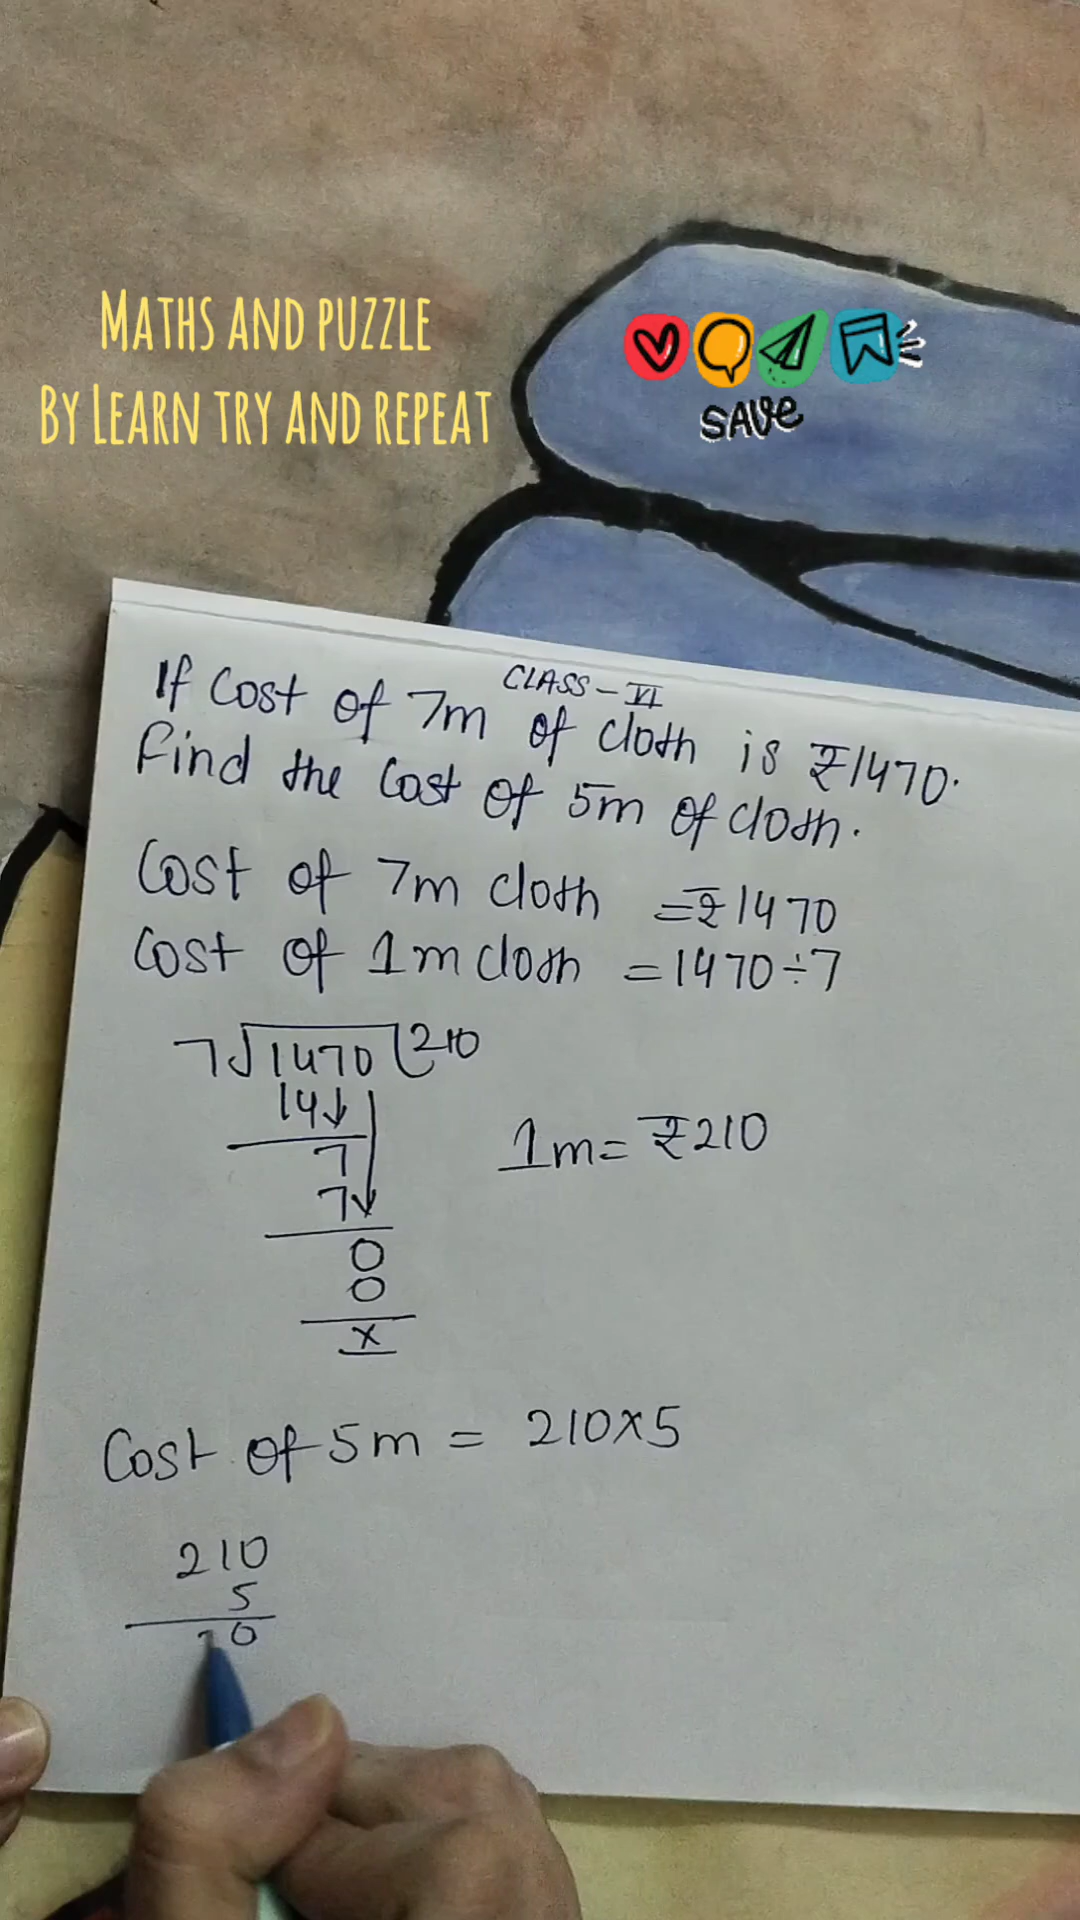 MATHS AND PUZZLE
BY LEARN TRY AND REPEAT
SAVe
CLASS-VI
If Cost of 7m of cloth is ₹1470.
Find the Cost of 5m of cloth.
Cost of 7m cloth =₹1470
Cost of 1m cloth =1470÷7
7√1470(210
14↓
7
7↓
0
0
x
1m=₹210
Cost of 5m = 210×5
210
5
0